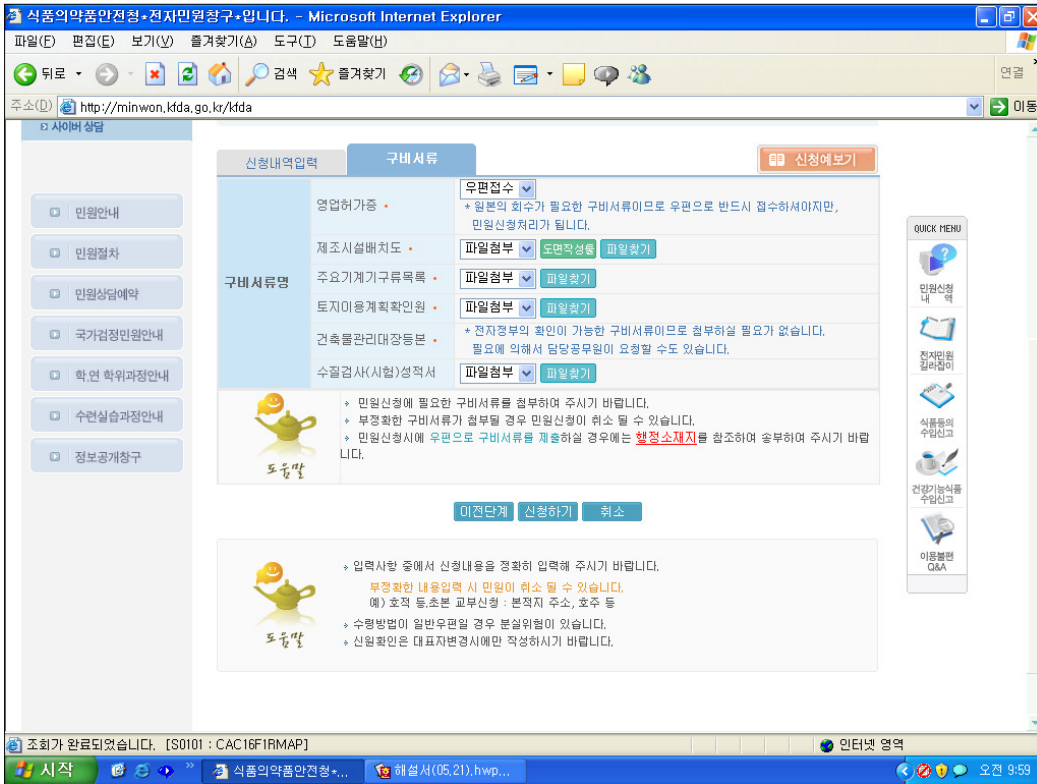 식품의약품안전청*전자민원창구*입니다. - Microsoft Internet Explorer
파일(F) 편집(E) 보기(V) 즐겨찾기(A) 도구(T) 도움말(H)
뒤로 검색 즐겨찾기 연결
주소(D) http://minwon.kfda.go.kr/kfda 이동
사이버 상담
신청내역입력 구비서류 신청예보기
민원안내
민원절차
민원상담예약
국가검정민원안내
학.연 학위과정안내
수련실습과정안내
정보공개창구
구비서류명
영업허가증 • 우편접수
* 원본의 회수가 필요한 구비서류이므로 우편으로 반드시 접수하셔야지만,
민원신청처리가 됩니다.
제조시설배치도 • 파일첨부 도면작성툴 파일찾기
주요기계기구류목록 • 파일첨부 파일찾기
토지이용계획확인원 • 파일첨부 파일찾기
건축물관리대장등본 • * 전자정부의 확인이 가능한 구비서류이므로 첨부하실 필요가 없습니다.
필요에 의해서 담당공무원이 요청할 수도 있습니다.
수질검사(시험)성적서 파일첨부 파일찾기
도움말
민원신청에 필요한 구비서류를 첨부하여 주시기 바랍니다.
부정확한 구비서류가 첨부될 경우 민원신청이 취소 될 수 있습니다.
민원신청시에 우편으로 구비서류를 제출하실 경우에는 행정소재지를 참조하여 송부하여 주시기 바랍
니다.
이전단계 신청하기 취소
도움말
입력사항 중에서 신청내용을 정확히 입력해 주시기 바랍니다.
부정확한 내용입력 시 민원이 취소 될 수 있습니다.
예) 호적 등,초본 교부신청 : 본적지 주소, 호주 등
수령방법이 일반우편일 경우 분실위험이 있습니다.
신원확인은 대표자변경시에만 작성하시기 바랍니다.
QUICK MENU
민원신청
내 역
전자민원
길라잡이
식품등의
수입신고
건강기능식품
수입신고
이용불편
Q&A
조회가 완료되었습니다. [S0101 : CAC16F1RMAP] 인터넷 영역
시작 식품의약품안전청*... 해설서(05,21).hwp... 오전 9:59